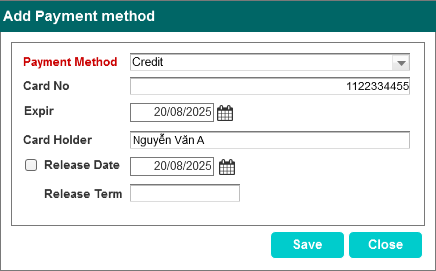 Add Payment method
Payment Method Credit
Card No 1122334455
Expir 20/08/2025
Card Holder Nguyễn Văn A
Release Date 20/08/2025
Release Term
Save Close